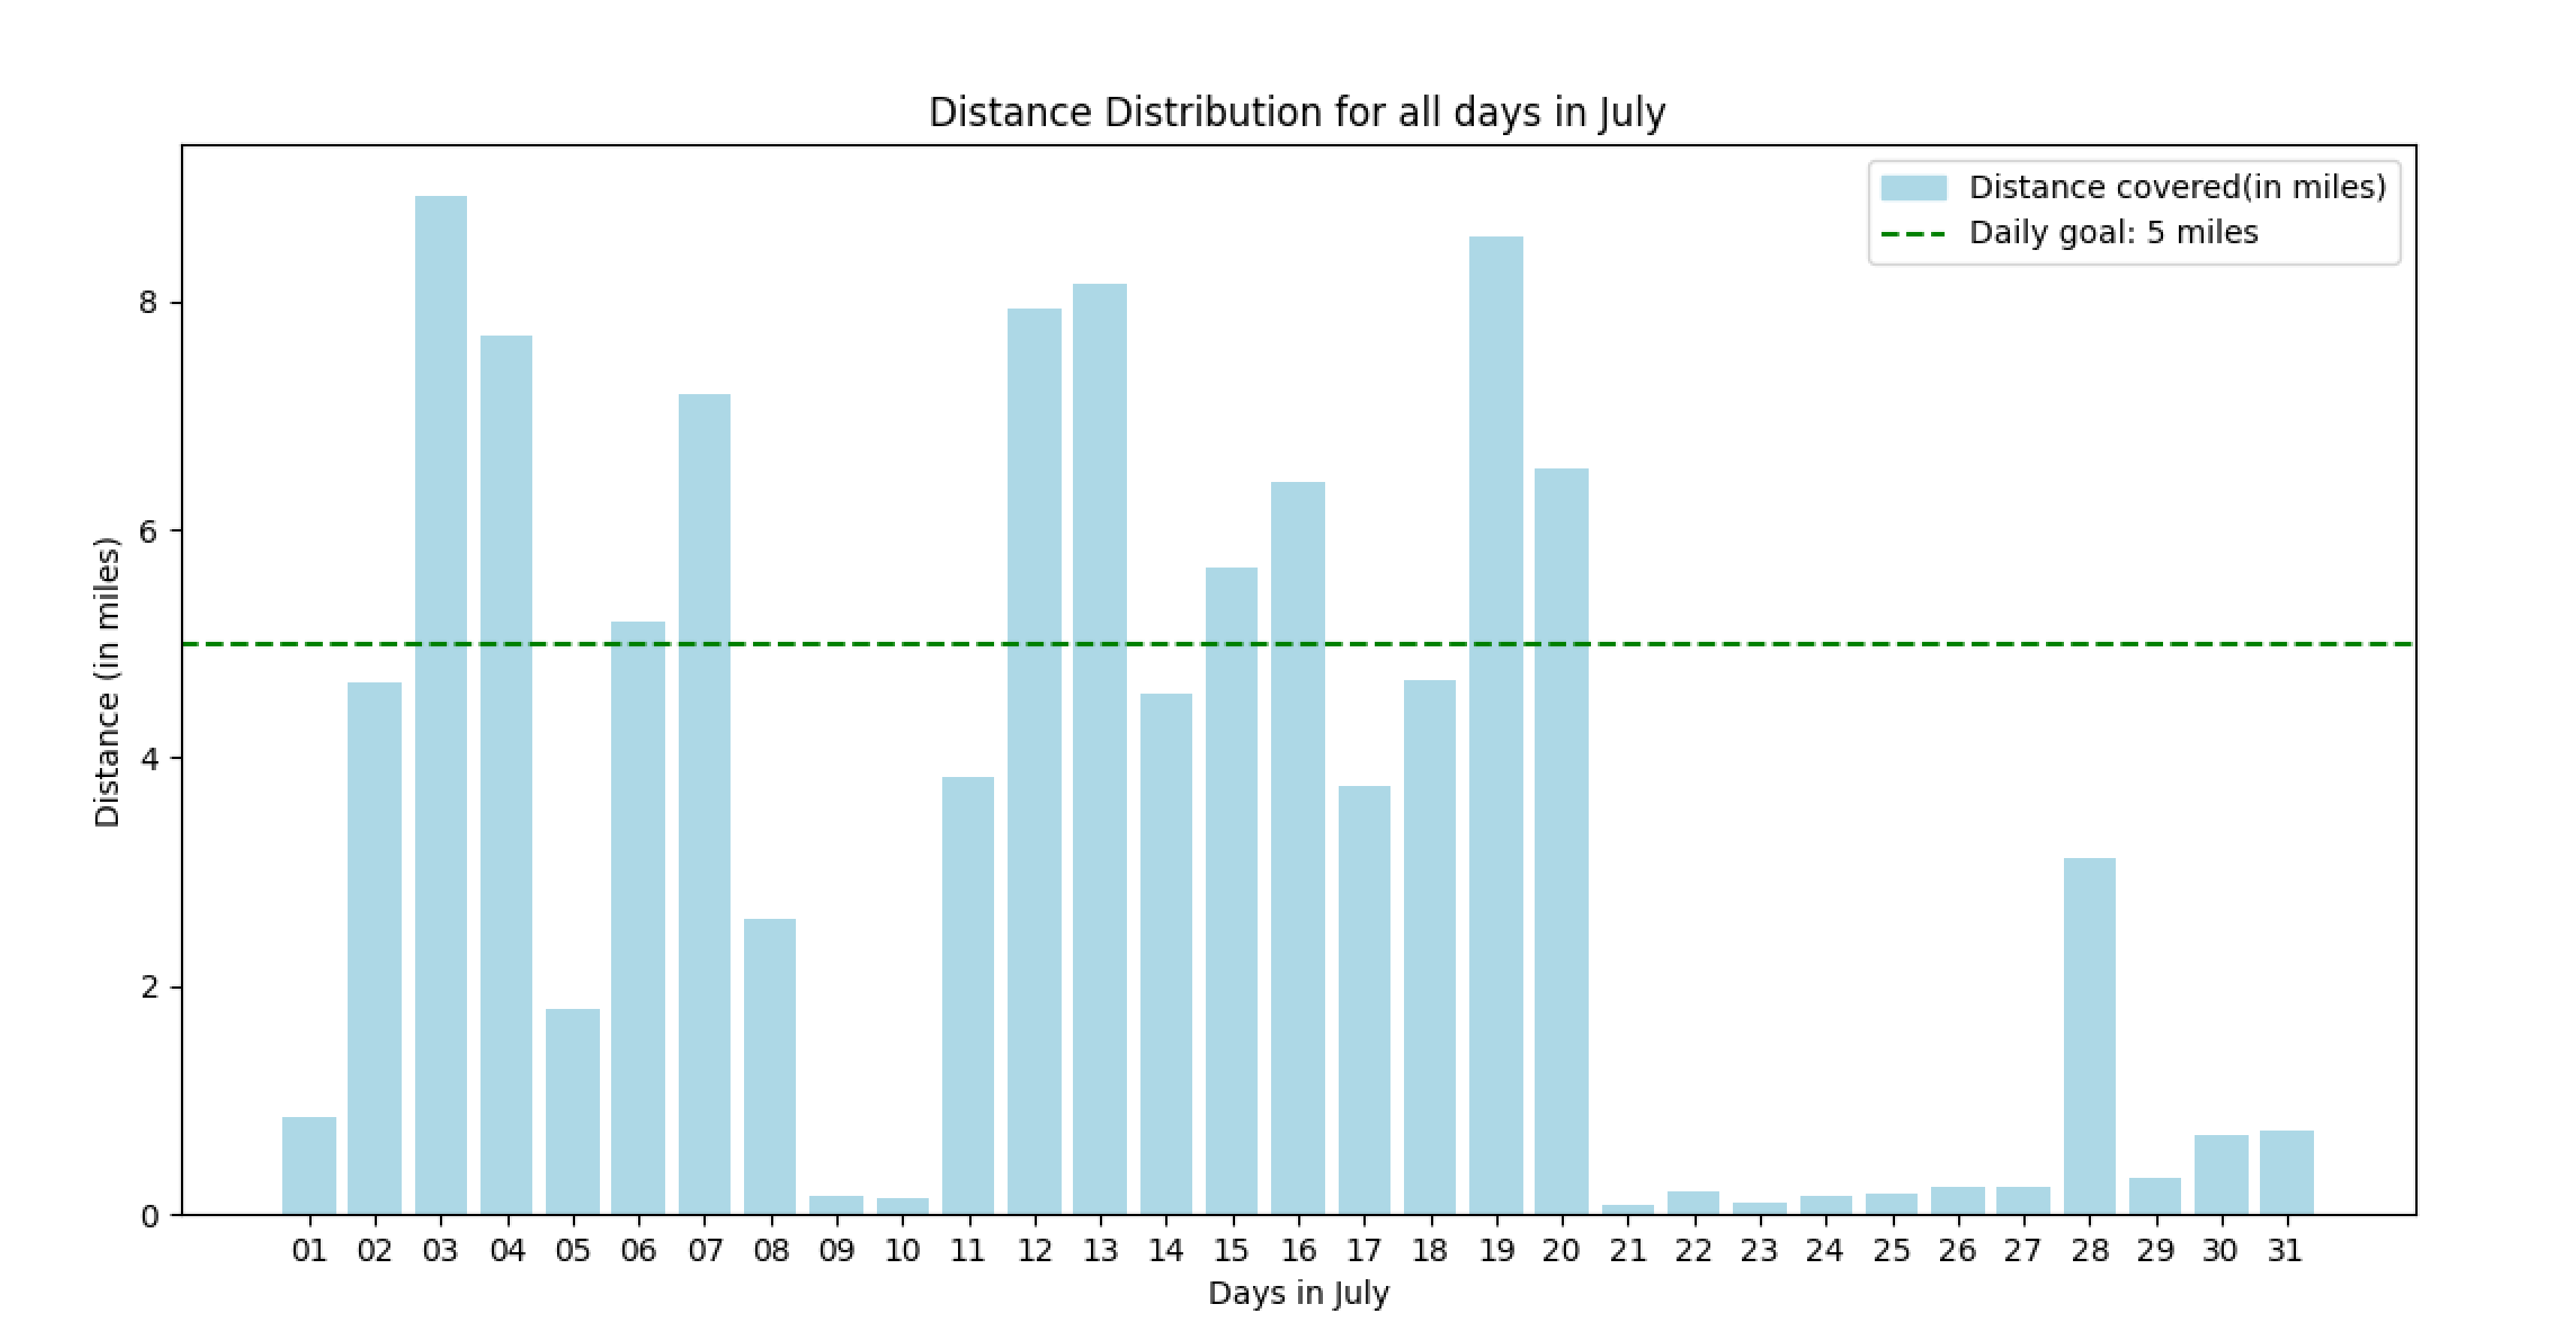 Distance Distribution for all days in July
Distance covered(in miles)
Daily goal: 5 miles
Distance (in miles)
8
6
4
2
0
01 02 03 04 05 06 07 08 09 10 11 12 13 14 15 16 17 18 19 20 21 22 23 24 25 26 27 28 29 30 31
Days in July